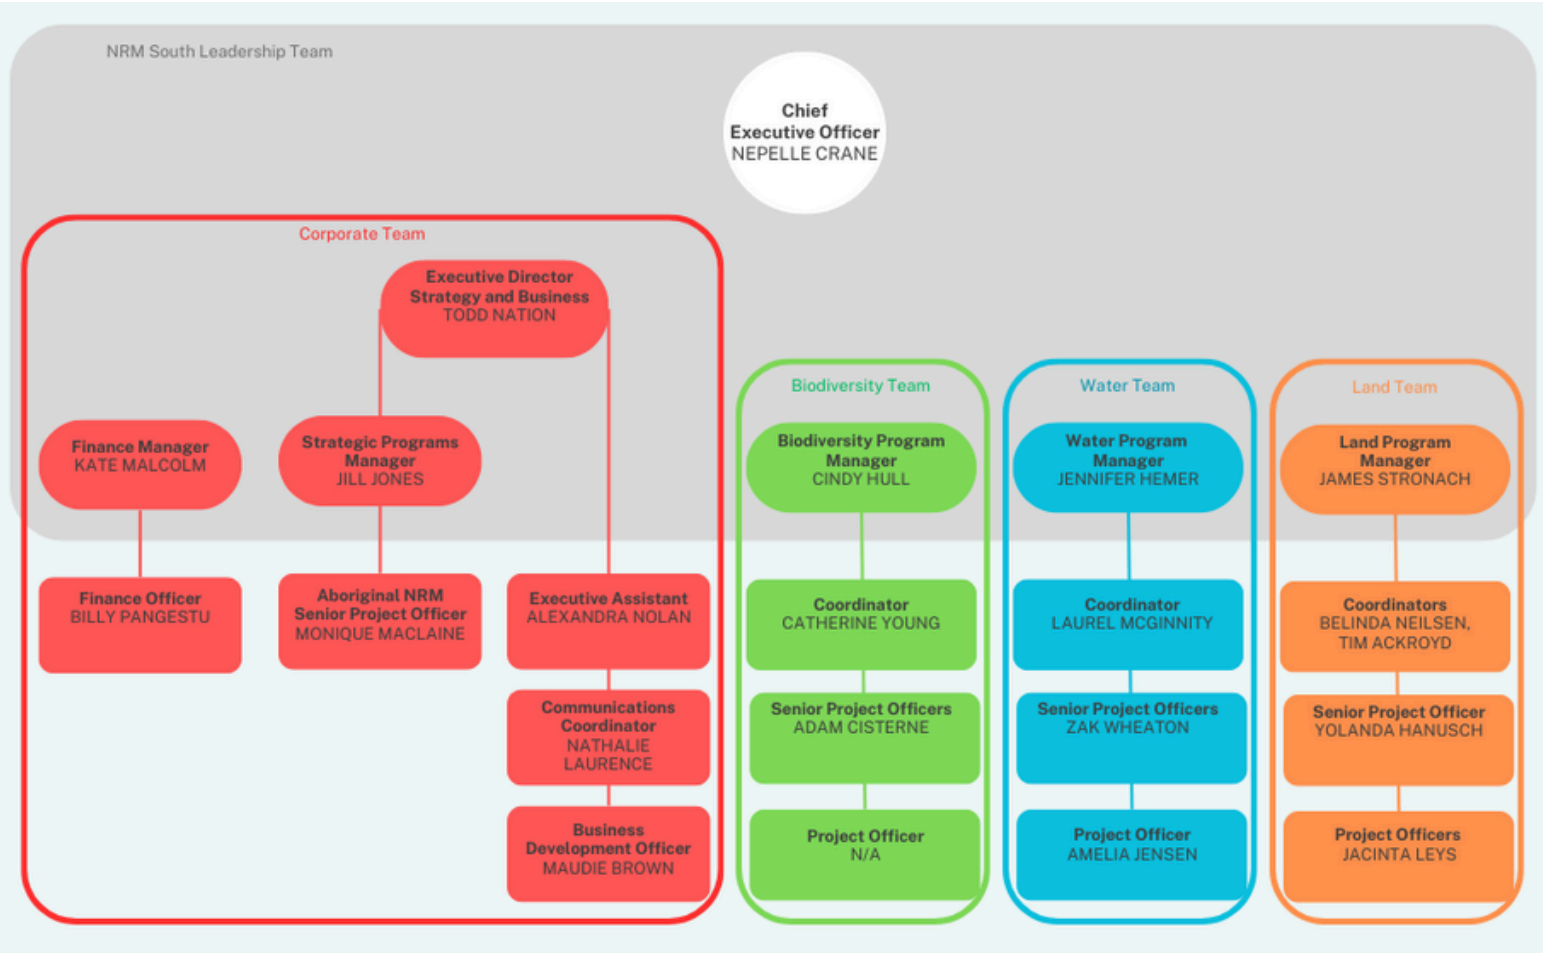 NRM South Leadership Team
Chief
Executive Officer
NEPELLE CRANE
Corporate Team
Executive Director
Strategy and Business
TODD NATION
Finance Manager
KATE MALCOLM
Strategic Programs
Manager
JILL JONES
Finance Officer
BILLY PANGESTU
Aboriginal NRM
Senior Project Officer
MONIQUE MACLAINE
Executive Assistant
ALEXANDRA NOLAN
Communications
Coordinator
NATHALIE
LAURENCE
Business
Development Officer
MAUDIE BROWN
Biodiversity Team
Biodiversity Program
Manager
CINDY HULL
Coordinator
CATHERINE YOUNG
Senior Project Officers
ADAM CISTERNE
Project Officer
N/A
Water Team
Water Program
Manager
JENNIFER HEMER
Coordinator
LAUREL MCGINNITY
Senior Project Officers
ZAK WHEATON
Project Officer
AMELIA JENSEN
Land Team
Land Program
Manager
JAMES STRONACH
Coordinators
BELINDA NEILSEN,
TIM ACKROYD
Senior Project Officer
YOLANDA HANUSCH
Project Officers
JACINTA LEYS